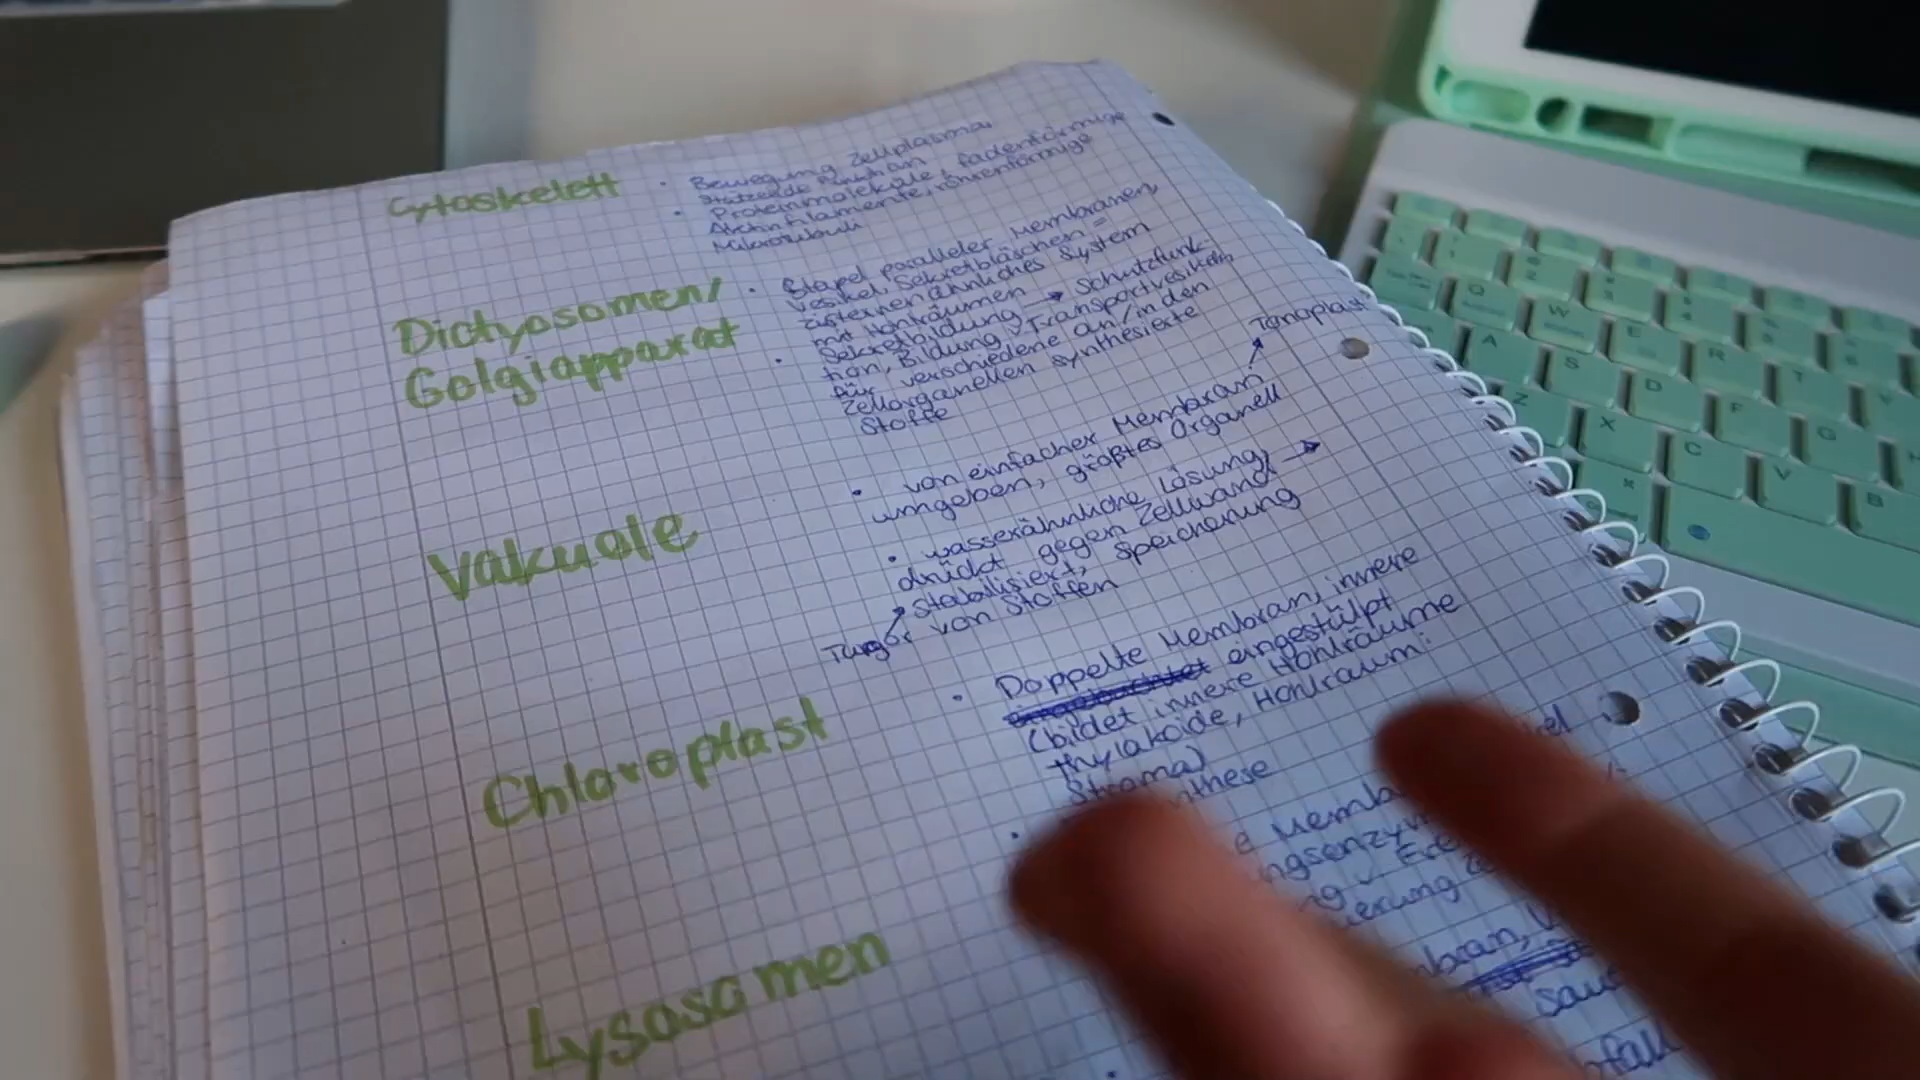 Cytoskelett
• Bewegung Zellplasma
stützende Funktion
• Proteinmoleküle, fadenförmige
Aktinfilamente, röhrenförmige
Mikrotubuli
Dictyosomen/
Golgiapparat
• Stapel paralleler Membranen,
Vesikel, Sekretbläschen =
zisternenähnliches System
mit Hohlräumen
• Sekretbildung → Schutzfunk-
tion, Bildung v. Transportvesikeln
für verschiedene an/in den
Zellorganellen synthesierte
Stoffe
Vakuole
Tonoplast
• von einfacher Membran
umgeben, größtes Organell
• wasserähnliche Lösung, →
drückt gegen Zellwand
stabilisiert, Speicherung
Turgor von Stoffen
Chloroplast
• Doppelte Membran, innere
eingestülpt
(bildet innere Hohlräume
thylakoide, Hohlraum:
Stroma)
Lysosomen